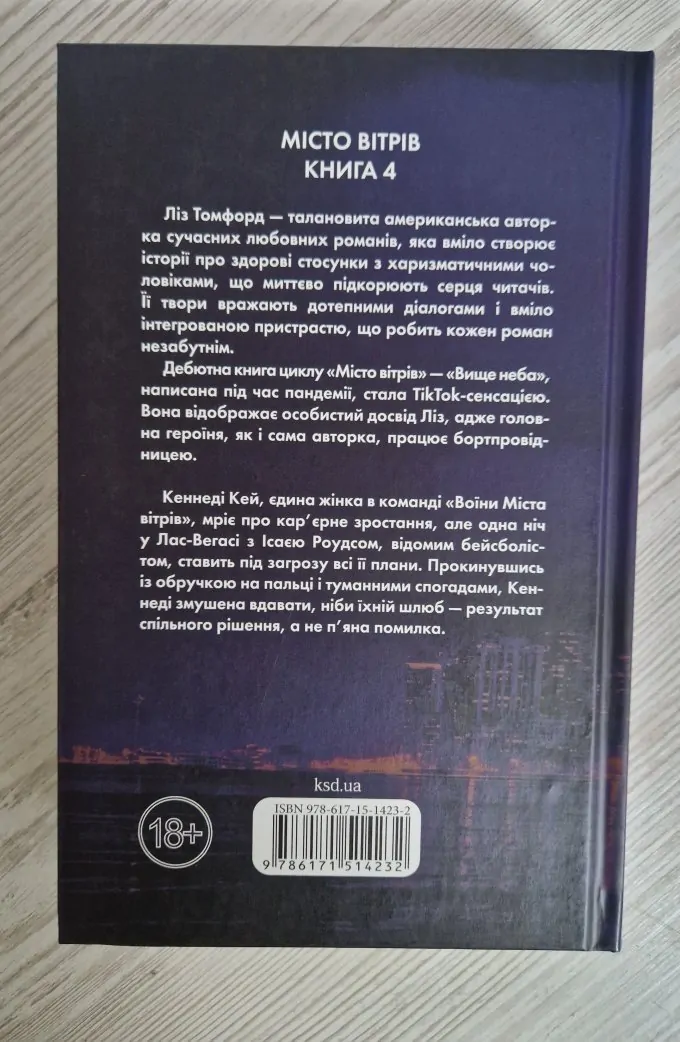 МІСТО ВІТРІВ
КНИГА 4
Ліз Томфорд — талановита американська автор-
ка сучасних любовних романів, яка вміло створює
історії про здорові стосунки з харизматичними чо-
ловіками, що миттєво підкорюють серця читачів.
Її твори вражають дотепними діалогами і вміло
інтегрованою пристрастю, що робить кожен роман
незабутнім.
Дебютна книга циклу «Місто вітрів» — «Вище неба»,
написана під час пандемії, стала TikTok-сенсацією.
Вона відображає особистий досвід Ліз, адже голов-
на героїня, як і сама авторка, працює бортпровід-
ницею.
Кеннеді Кей, єдина жінка в команді «Воїни Міста
вітрів», мріє про кар’єрне зростання, але одна ніч
у Лас-Вегасі з Ісаєю Роудсом, відомим бейсболіс-
том, ставить під загрозу всі її плани. Прокинувшись
із обручкою на пальці і туманними спогадами, Кен-
неді змушена вдавати, ніби їхній шлюб — результат
спільного рішення, а не п’яна помилка.
ksd.ua
ISBN 978-617-15-1423-2
18+
9 786171 514232